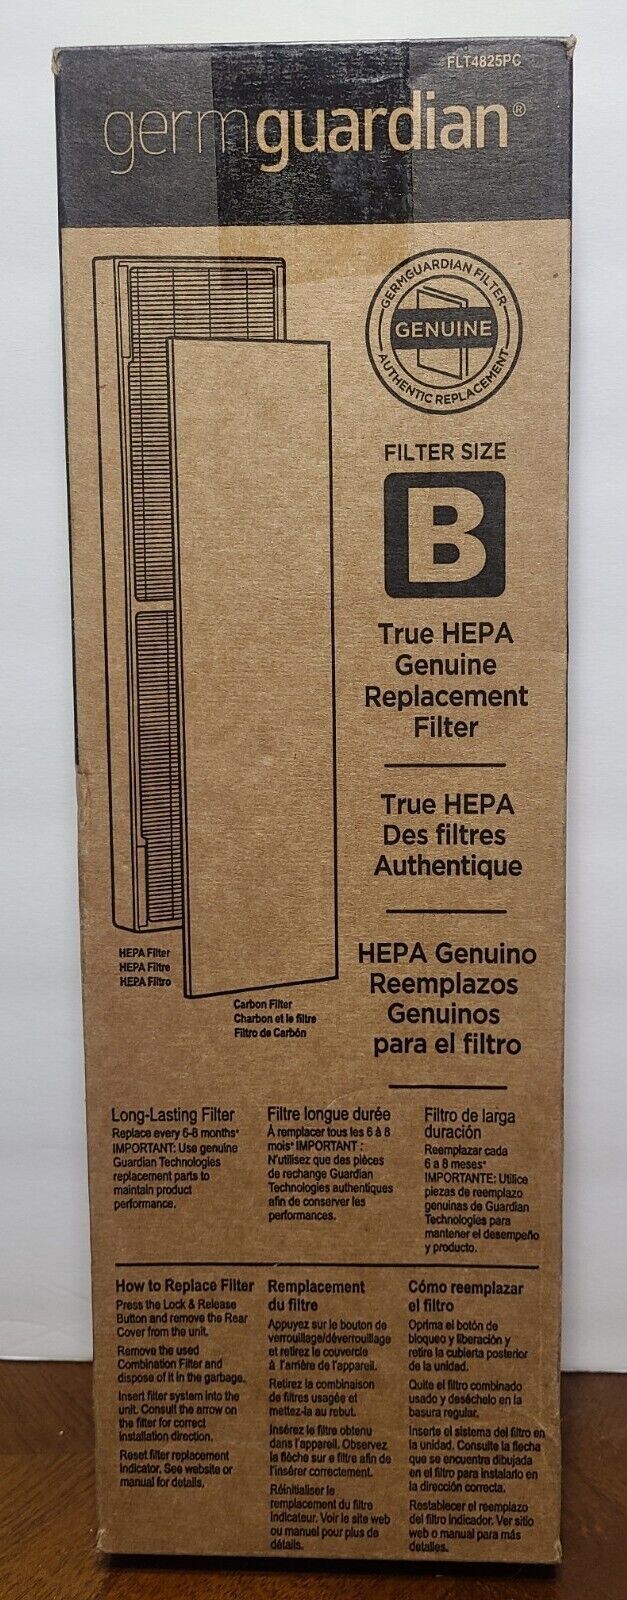 FLT4825PC
germguardian®
GERMGUARDIAN FILTER
GENUINE
AUTHENTIC REPLACEMENT
FILTER SIZE
B
True HEPA
Genuine
Replacement
Filter
True HEPA
Des filtres
Authentique
HEPA Genuino
Reemplazos
Genuinos
para el filtro
HEPA Filter
HEPA Filtre
HEPA Filtro
Carbon Filter
Charbon et le filtre
Filtro de Carbón
Long-Lasting Filter
Replace every 6-8 months*
IMPORTANT: Use genuine
Guardian Technologies
replacement parts to
maintain product
performance.
Filtre longue durée
À remplacer tous les 6 à 8
mois* IMPORTANT :
N'utilisez que des pièces
de rechange Guardian
Technologies authentiques
afin de conserver les
performances.
Filtro de larga
duración
Reemplazar cada
6 a 8 meses*
IMPORTANTE: Utilice
piezas de reemplazo
genuinas de Guardian
Technologies para
mantener el desempeño
y producto.
How to Replace Filter
Press the Lock & Release
Button and remove the Rear
Cover from the unit.
Remove the used
Combination Filter and
dispose of it in the garbage.
Insert filter system into the
unit. Consult the arrow on
the filter for correct
installation direction.
Reset filter replacement
indicator. See website or
manual for details.
Remplacement
du filtre
Appuyez sur le bouton de
verrouillage/déverrouillage
et retirez le couvercle
à l'arrière de l'appareil.
Retirez la combinaison
de filtres usagée et
mettez-la au rebut.
Insérez le filtre obtenu
dans l'appareil. Observez
la flèche sur e filtre afin de
l'insérer correctement.
Réinitialiser le
remplacement du filtre
Indicateur. Voir le site web
ou manuel pour plus de
détails.
Cómo reemplazar
el filtro
Oprima el botón de
bloqueo y liberación y
retire la cubierta posterior
de la unidad.
Quite el filtro combinado
usado y deséchelo en la
basura regular.
Inserte el sistema del filtro en
la unidad. Consulte la flecha
que se encuentra dibujada
en el filtro para instalarlo en
la dirección correcta.
Restablecer el reemplazo
del filtro Indicador. Ver sitio
web o manual para más
detalles.